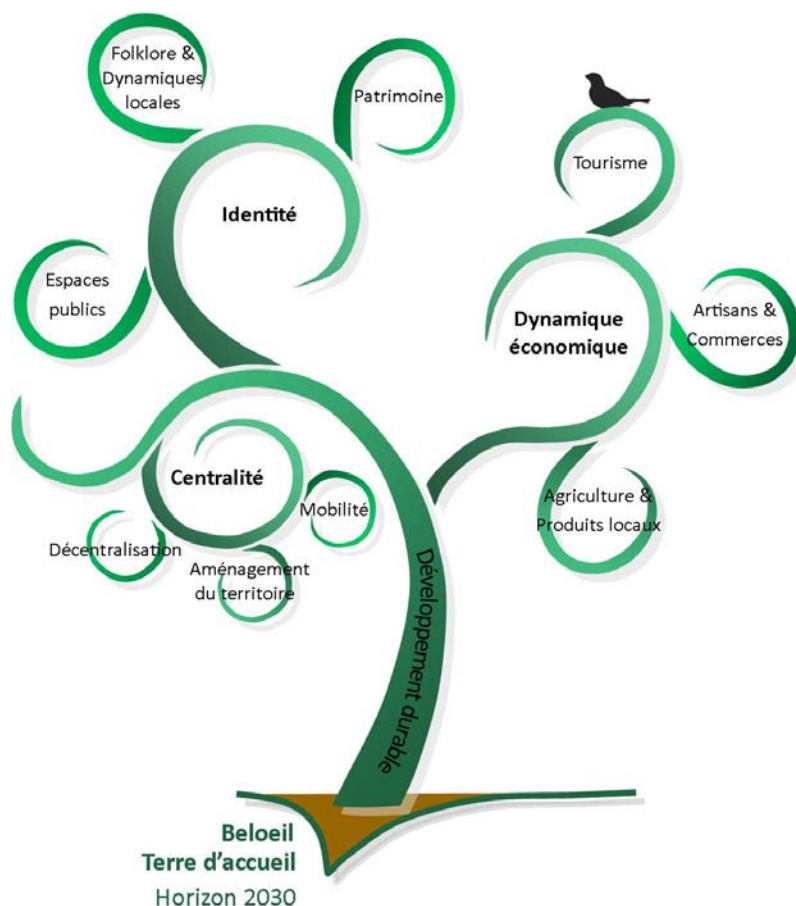 Folklore &
Dynamiques
locales
Patrimoine
Identité
Espaces
publics
Tourisme
Dynamique
économique
Artisans &
Commerces
Agriculture &
Produits locaux
Centralité
Mobilité
Décentralisation
Aménagement
du territoire
Développement durable
Beloeil
Terre d'accueil
Horizon 2030